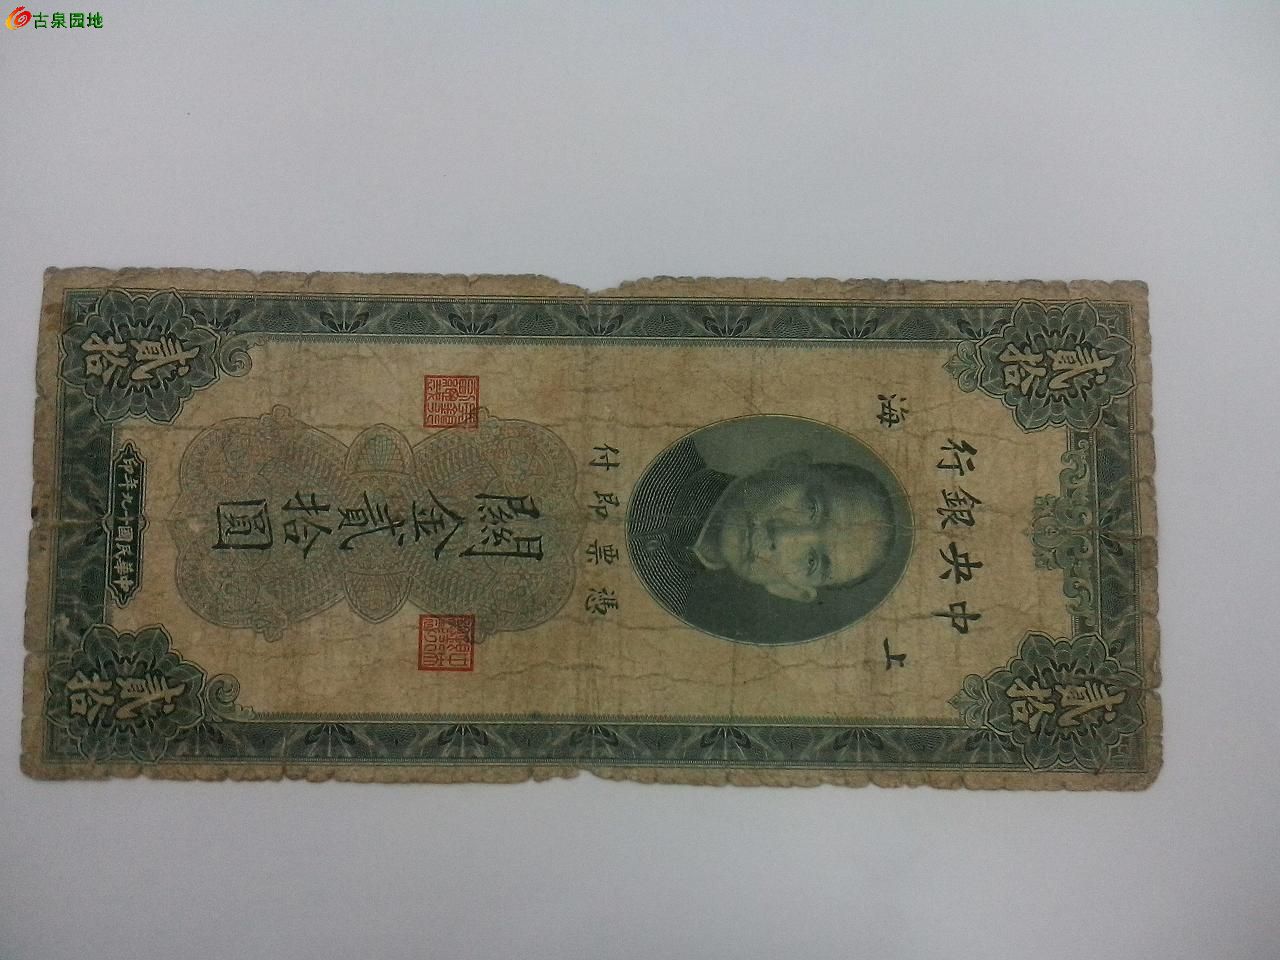 古泉园地
貳拾
貳拾
中央銀行
上海
憑票即付
關金貳拾圓
中華民國十九年印
貳拾
貳拾